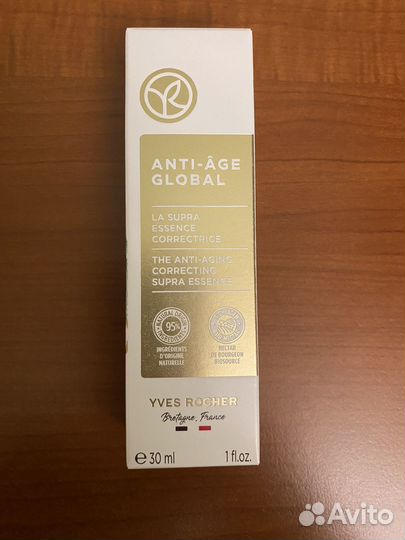 ANTI-ÂGE
GLOBAL
LA SUPRA
ESSENCE
CORRECTRICE
THE ANTI-AGING
CORRECTING
SUPRA ESSENCE
95%
INGRÉDIENTS
D'ORIGINE
NATURELLE
NECTAR
DE BOURGEON
BIOSOURCÉ
YVES ROCHER
Bretagne, France
℮ 30 ml 1 fl.oz.
Avito